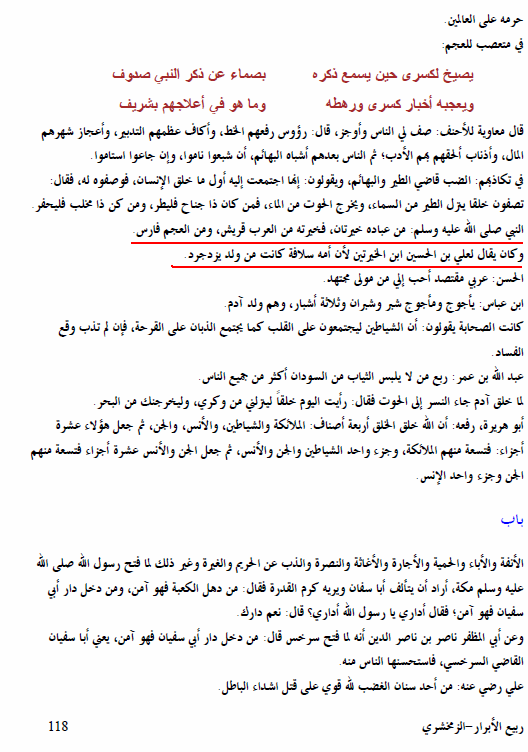 حرمه على العالمين.
في متعصب للعجم:
يصيخ لكسرى حين يسمع ذكره بصماء عن ذكر النبي صدوف
ويعجبه أخبار كسرى ورهطه وما هو في أعلاجهم بشريف
قال معاوية للأحنف: صف لي الناس وأوجز، قال: رؤوس رفعهم الخط، وأكاف عظمهم التدبير، وأعجاز شهرهم
المال، وأذناب ألحقهم بهم الأدب؛ ثم الناس بعدهم أشباه البهائم، أن شبعوا ناموا، وإن جاعوا استاموا.
في تكاذبهم: الضب قاضي الطير والبهائم، ويقولون: إنما اجتمعت إليه أول ما خلق الإنسان، فوصفوه له، فقال:
تصفون خلقا ينزل الطير من السماء، ويخرج الحوت من الماء، فمن كان ذا جناح فليطر، ومن كن ذا مخلب فليحفر.
النبي صلى الله عليه وسلم: من عباده خيرتان، فخيرته من العرب قريش، ومن العجم فارس.
وكان يقال لعلي بن الحسين ابن الخيرتين لأن أمه سلافة كانت من ولد يزدجرد.
الحسن: عربي مقتصد أحب إلي من مولى مجتهد.
ابن عباس: يأجوج ومأجوج شبر وشبران وثلاثة أشبار، وهم ولد آدم.
كانت الصحابة يقولون: أن الشياطين ليجتمعون على القلب كما يجتمع الذبان على القرحة، فإن لم تذب وقع
الفساد.
عبد الله بن عمر: ربع من لا يلبس الثياب من السودان أكثر من جميع الناس.
لما خلق آدم جاء النسر إلى الحوت فقال: رأيت اليوم خلقاً لينزلني من وكري، وليخرجنك من البحر.
أبو هريرة، رفعه: أن الله خلق الخلق أربعة أصناف: الملائكة والشياطين، والأنس، والجن، ثم جعل هؤلاء عشرة
أجزاء: فتسعة منهم الملائكة، وجزء واحد الشياطين والجن والأنس، ثم جعل الجن والأنس عشرة أجزاء فتسعة منهم
الجن وجزء واحد الإنس.
باب
الأنفة والأباء والحمية والأجارة والأغاثة والنصرة والذب عن الحريم والغيرة وغير ذلك لما فتح رسول الله صلى الله
عليه وسلم مكة، أراد أن يتألف أبا سفان ويريه كرم القدرة فقال: من دهل الكعبة فهو آمن، ومن دخل دار أبي
سفيان فهو آمن؛ فقال أداري يا رسول الله أداري؟ قال: نعم دارك.
وعن أبي المظفر ناصر بن ناصر الدين أنه لما فتح سرخس قال: من دخل دار أبي سفيان فهو آمن، يعني أبا سفيان
القاضي السرخسي، فاستحسنها الناس منه.
علي رضي عنه: من أحد سنان الغضب لله قوي على قتل اشداء الباطل.
ربيع الأبرار-الزمخشري 118